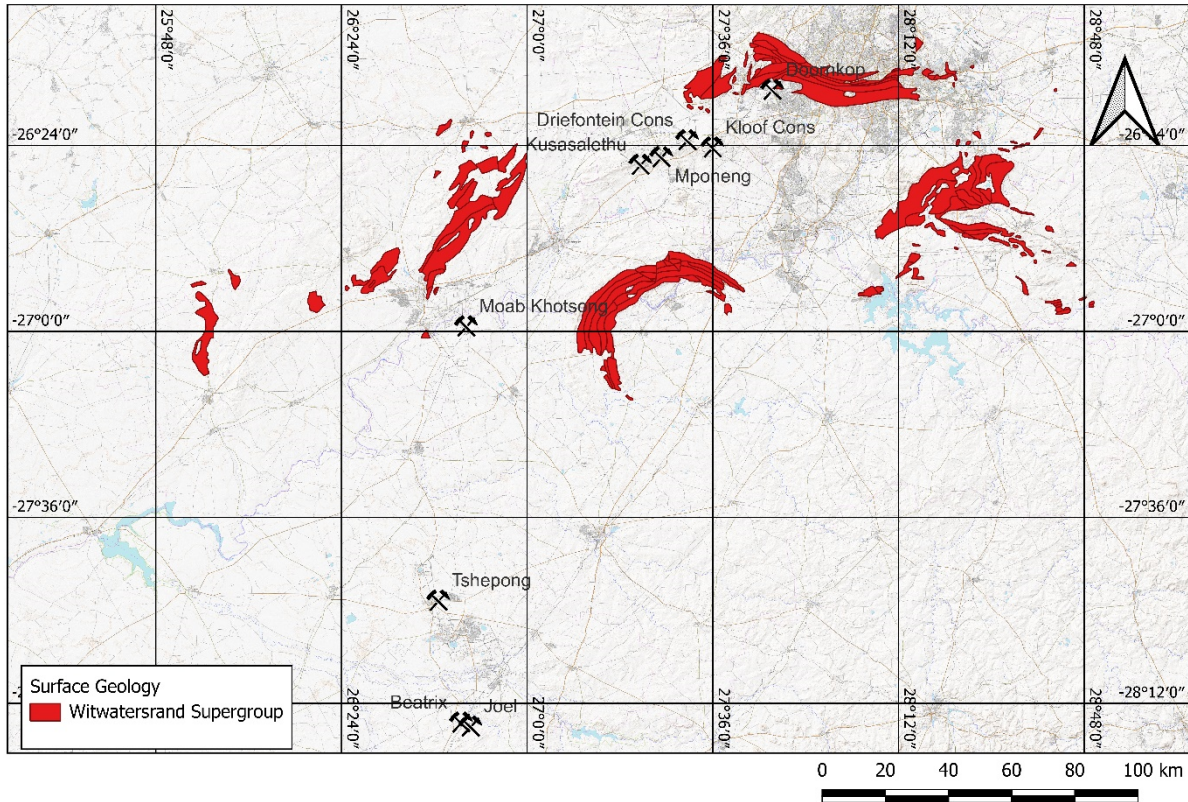 25°48'0"
26°24'0"
27°0'0"
27°36'0"
28°12'0"
28°48'0"
Doornkop
Driefontein Cons
Kloof Cons
-26°24'0"
Kusasalethu
Mponeng
Moab Khotsong
-27°0'0"
-27°0'0"
-27°36'0"
-27°36'0"
Tshepong
Surface Geology
Witwatersrand Supergroup
Beatrix
Joel
-28°12'0"
26°24'0"
27°0'0"
27°36'0"
28°12'0"
28°48'0"
0 20 40 60 80 100 km